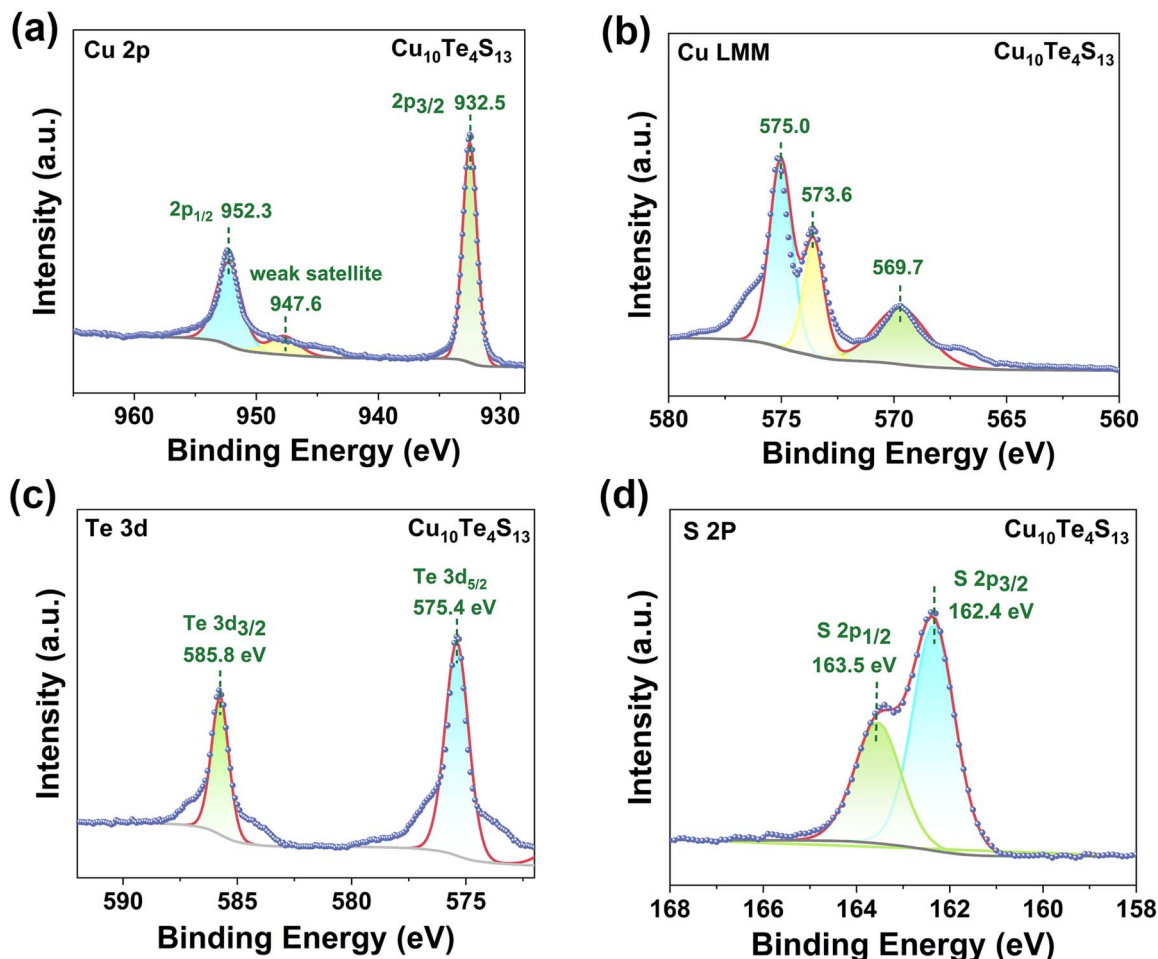 (a)
Cu 2p
Cu₁₀Te₄S₁₃
2p3/2 932.5
2p₁/₂ 952.3
weak satellite
947.6
Intensity (a.u.)
960 950 940 930
Binding Energy (eV)
(b)
Cu LMM
Cu₁₀Te₄S₁₃
575.0
573.6
569.7
Intensity (a.u.)
580 575 570 565 560
Binding Energy (eV)
(c)
Te 3d
Cu₁₀Te₄S₁₃
Te 3d₅/₂
575.4 eV
Te 3d3/2
585.8 eV
Intensity (a.u.)
590 585 580 575
Binding Energy (eV)
(d)
S 2P
Cu₁₀Te₄S₁₃
S 2p3/2
162.4 eV
S 2p1/2
163.5 eV
Intensity (a.u.)
168 166 164 162 160 158
Binding Energy (eV)